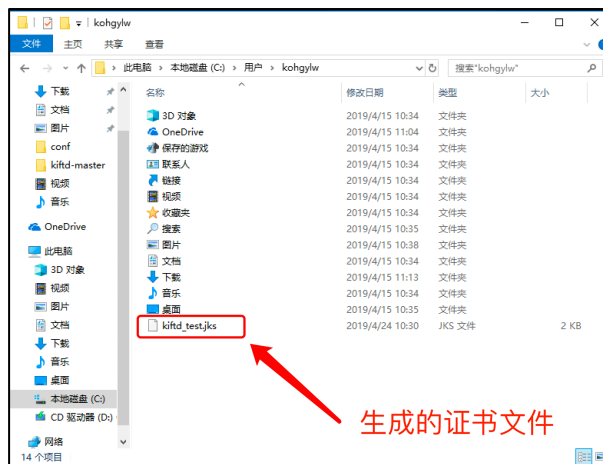 kohgylw
文件 主页 共享 查看
此电脑 › 本地磁盘 (C:) › 用户 › kohgylw 搜索"kohgylw"
名称 修改日期 类型 大小
下载
文档
图片
conf
kiftd-master
视频
音乐
OneDrive
此电脑
3D 对象
视频
图片
文档
下载
音乐
桌面
本地磁盘 (C:)
CD 驱动器 (D:)
网络
3D 对象 2019/4/15 10:34 文件夹
OneDrive 2019/4/15 11:04 文件夹
保存的游戏 2019/4/15 10:34 文件夹
联系人 2019/4/15 10:34 文件夹
链接 2019/4/15 10:34 文件夹
视频 2019/4/15 10:34 文件夹
收藏夹 2019/4/15 10:34 文件夹
搜索 2019/4/15 10:35 文件夹
图片 2019/4/15 10:38 文件夹
文档 2019/4/15 10:34 文件夹
下载 2019/4/15 11:13 文件夹
音乐 2019/4/15 10:34 文件夹
桌面 2019/4/15 10:35 文件夹
kiftd_test.jks 2019/4/24 10:30 JKS 文件 2 KB
生成的证书文件
14 个项目